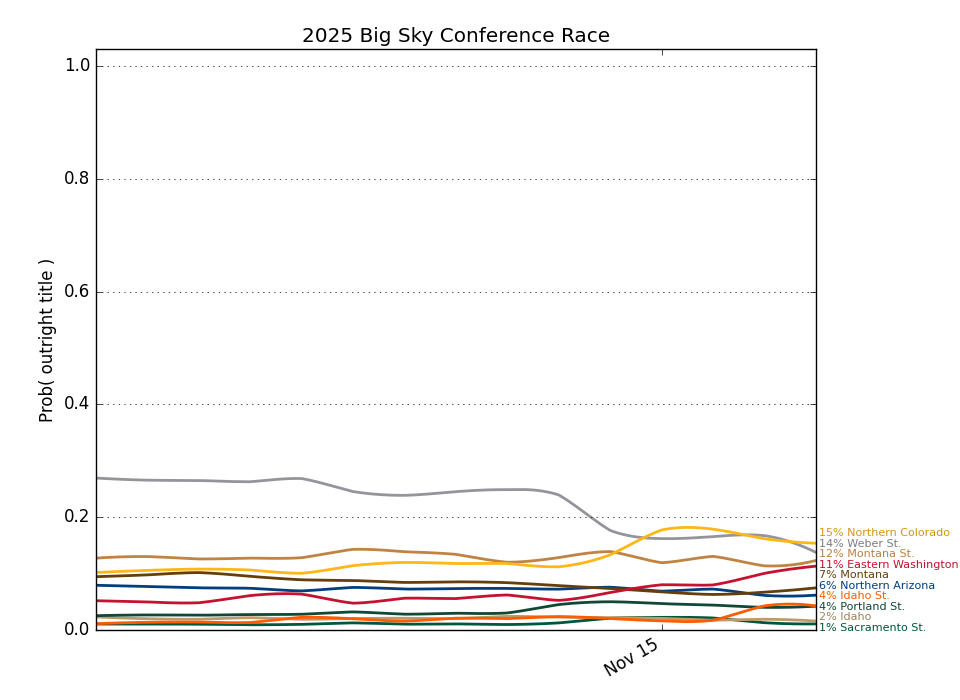 2025 Big Sky Conference Race
1.0
0.8
0.6
0.4
0.2
0.0
Prob( outright title )
Nov 15
15% Northern Colorado
14% Weber St.
12% Montana St.
11% Eastern Washington
7% Montana
6% Northern Arizona
4% Idaho St.
4% Portland St.
2% Idaho
1% Sacramento St.